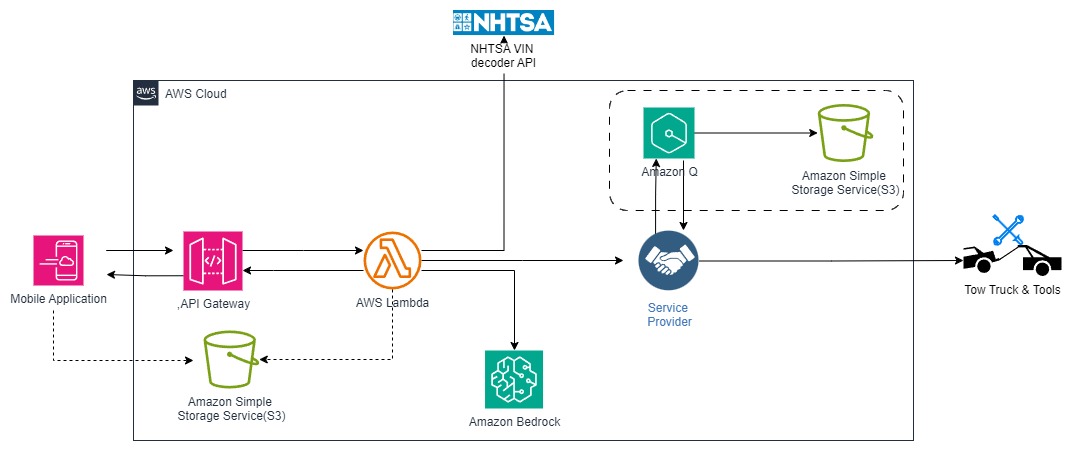 NHTSA
NHTSA VIN
decoder API
aws
AWS Cloud
Amazon Q
Amazon Simple
Storage Service(S3)
Mobile Application
,API Gateway
</>
AWS Lambda
Service
Provider
Tow Truck & Tools
Amazon Simple
Storage Service(S3)
Amazon Bedrock